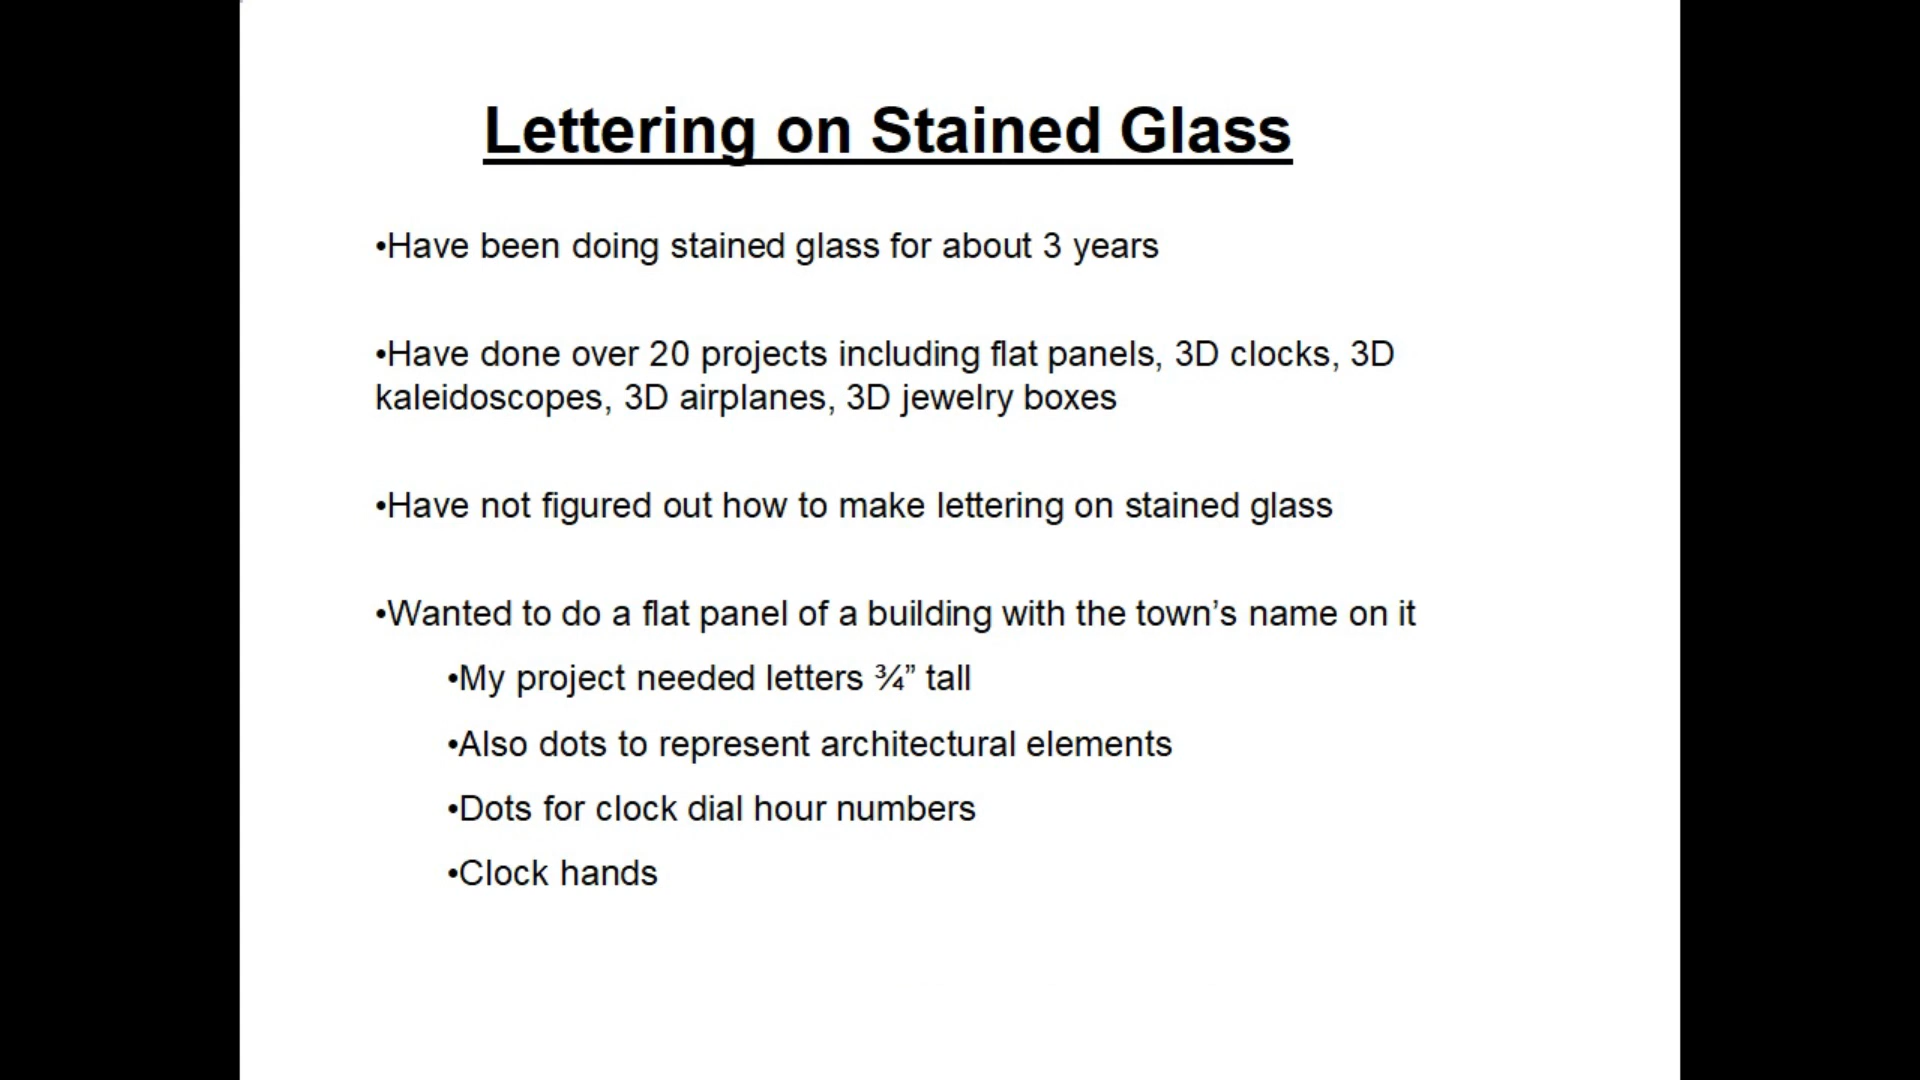 Lettering on Stained Glass
•Have been doing stained glass for about 3 years
•Have done over 20 projects including flat panels, 3D clocks, 3D
kaleidoscopes, 3D airplanes, 3D jewelry boxes
•Have not figured out how to make lettering on stained glass
•Wanted to do a flat panel of a building with the town’s name on it
•My project needed letters ¾” tall
•Also dots to represent architectural elements
•Dots for clock dial hour numbers
•Clock hands